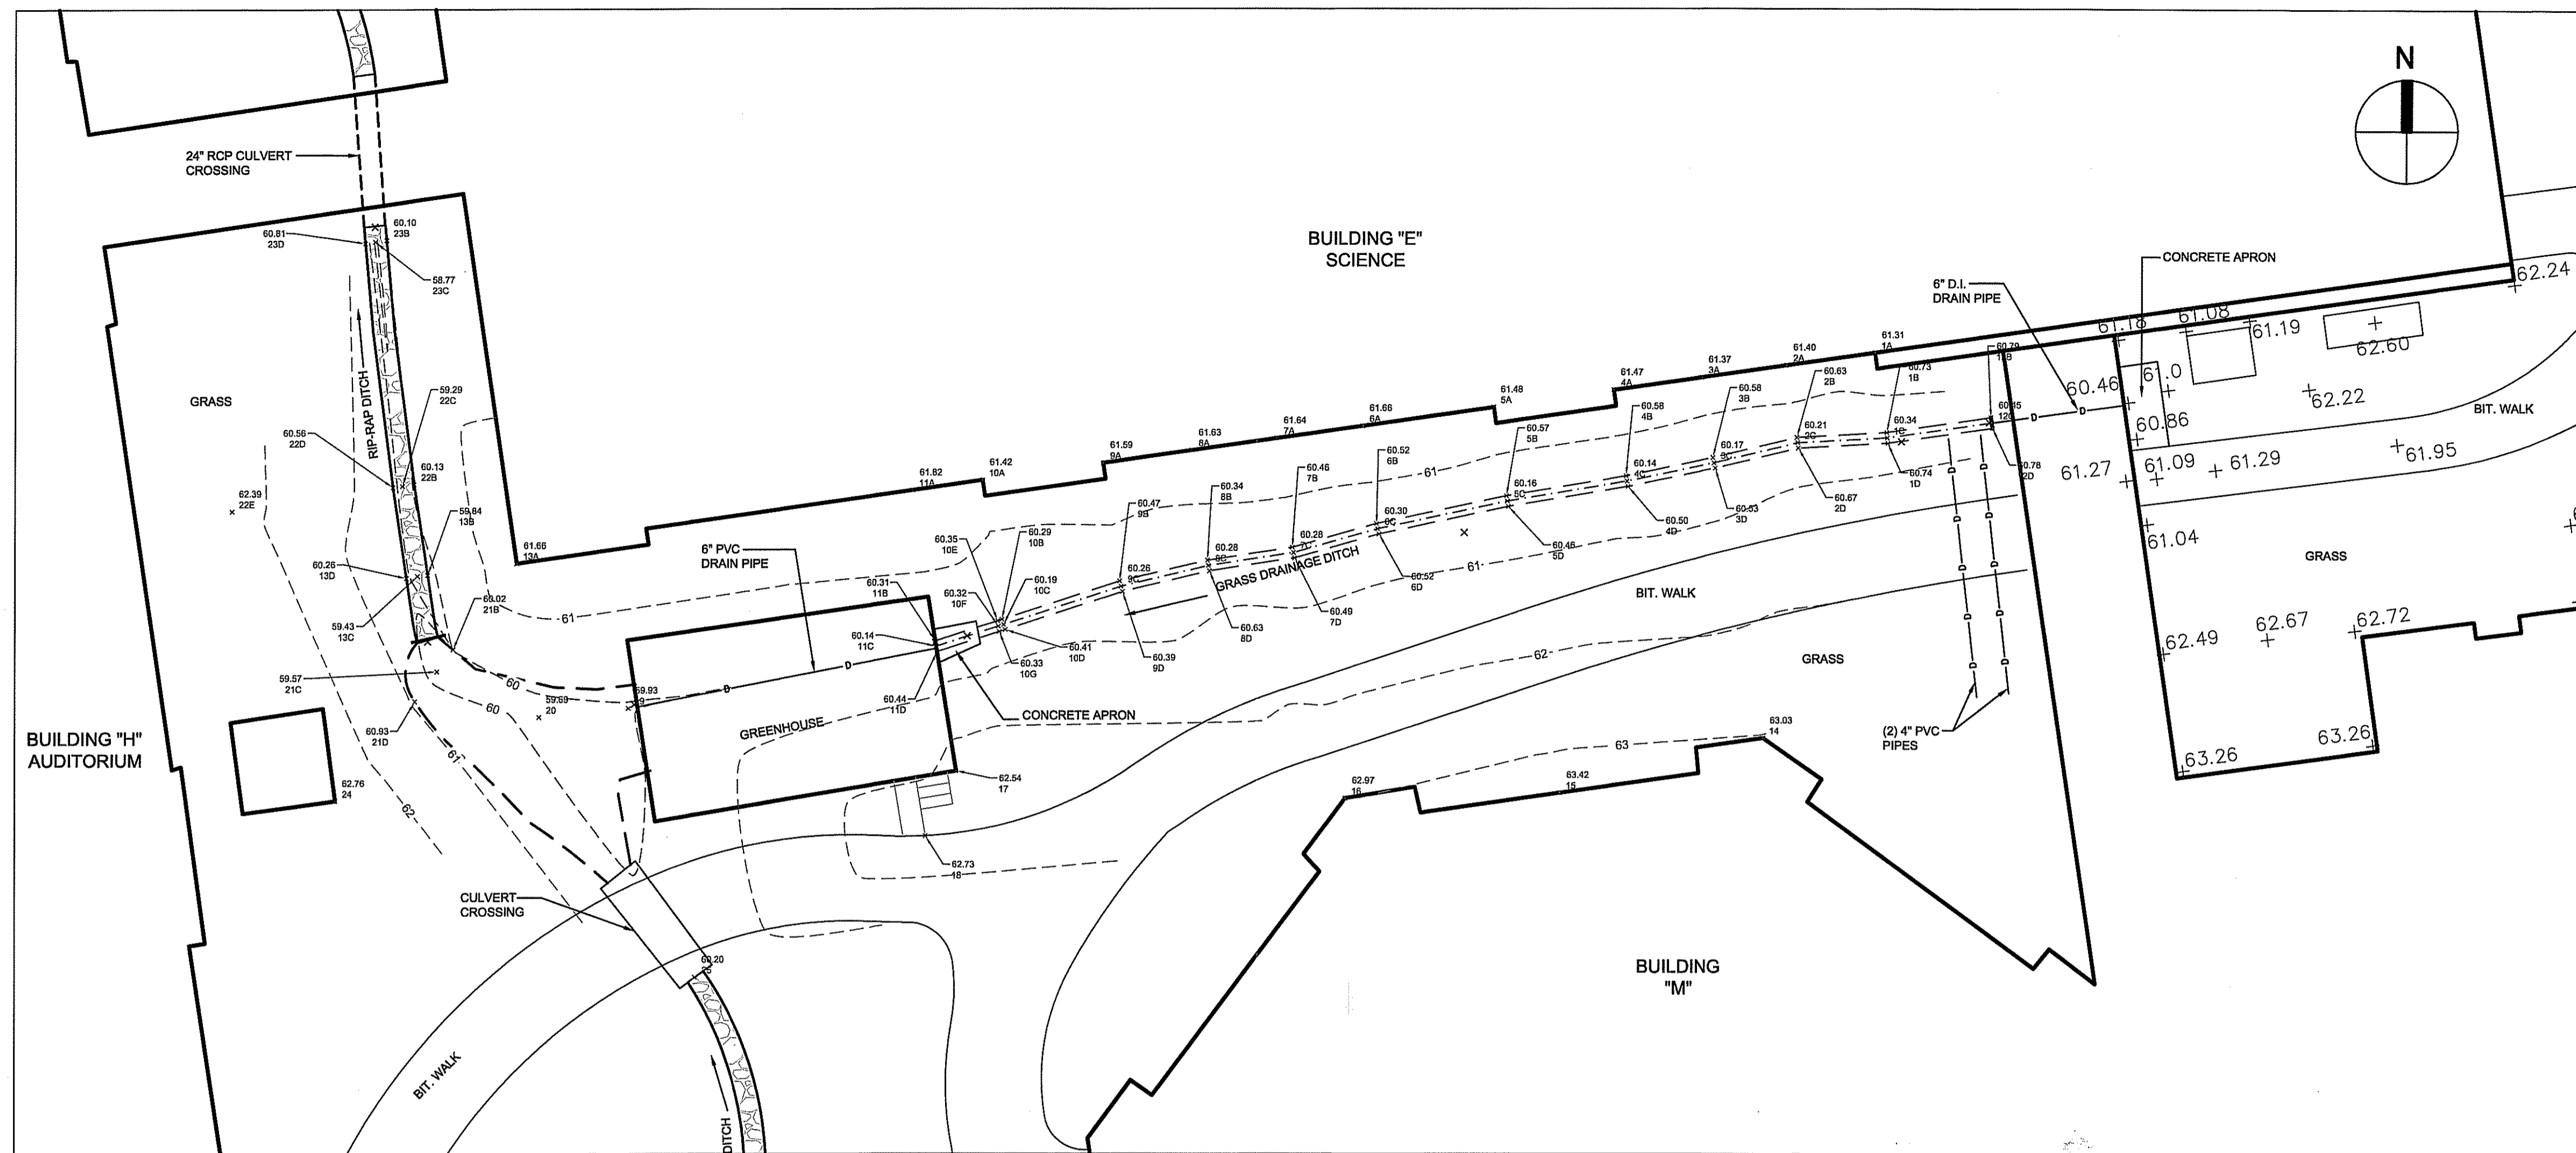 N
24" RCP CULVERT
CROSSING
60.81
23D
60.10
23B
58.77
23C
BUILDING "E"
SCIENCE
CONCRETE APRON
6" D.I.
DRAIN PIPE
62.24
61.18
61.08
61.19
62.60
61.0
60.46
62.22
BIT. WALK
60.86
61.27
61.09
61.29
61.95
61.04
GRASS
62.49
62.67
62.72
63.26
63.26
GRASS
RIP-RAP DITCH
59.29
22C
60.56
22D
60.13
22B
62.39
22E
59.84
13B
60.26
13D
59.43
13C
60.02
21B
59.57
21C
60.93
21D
59.69
20
59.93
BUILDING "H"
AUDITORIUM
62.76
24
62
61
60
60
61.66
13A
61
6" PVC
DRAIN PIPE
D
D
GREENHOUSE
61.82
11A
61.42
10A
61.59
9A
61.63
8A
61.64
7A
61.66
6A
61.48
5A
61.47
4A
61.37
3A
61.40
2A
61.31
1A
60.31
11B
60.14
11C
60.44
11D
60.35
10E
60.29
10B
60.32
10F
60.19
10C
60.41
10D
60.33
10G
60.47
9B
60.26
9C
60.39
9D
60.34
8B
60.28
8C
60.63
8D
60.46
7B
60.28
7C
60.49
7D
60.52
6B
60.30
6C
60.52
6D
60.57
5B
60.16
5C
60.46
5D
60.58
4B
60.14
4C
60.50
4D
60.58
3B
60.17
3C
60.53
3D
60.63
2B
60.21
2C
60.67
2D
60.73
1B
60.34
1C
60.74
1D
60.79
60.45
60.78
D
D
61
61
GRASS DRAINAGE DITCH
CONCRETE APRON
BIT. WALK
GRASS
62
63
D
D
D
D
D
D
D
D
(2) 4" PVC
PIPES
62.54
17
62.73
18
62.97
16
63.42
15
63.03
14
CULVERT
CROSSING
60.20
BUILDING
"M"
BIT. WALK
DITCH